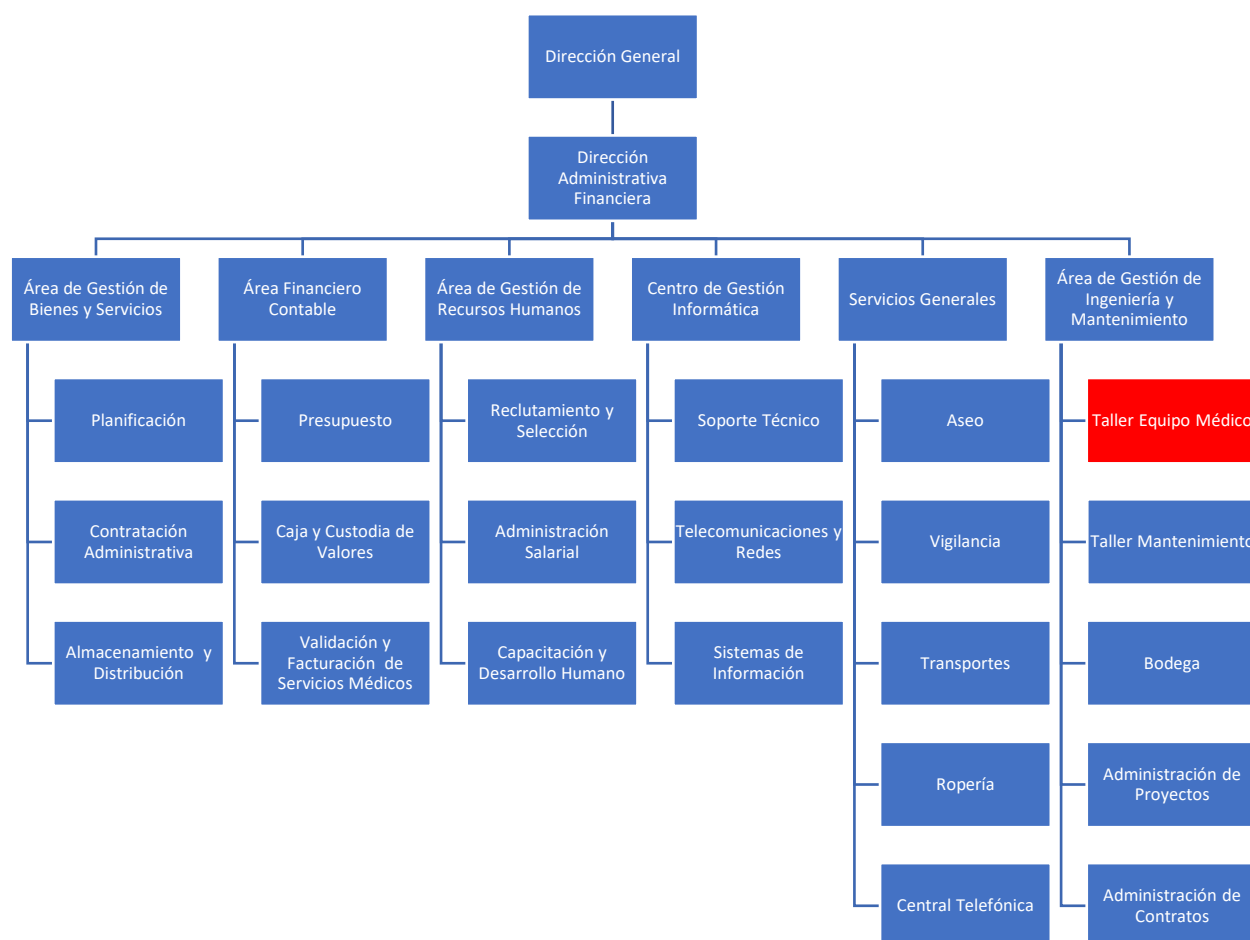 Dirección General
Dirección
Administrativa
Financiera
Área de Gestión de
Bienes y Servicios
Área Financiero
Contable
Área de Gestión de
Recursos Humanos
Centro de Gestión
Informática
Servicios Generales
Área de Gestión de
Ingeniería y
Mantenimiento
Planificación
Presupuesto
Reclutamiento y
Selección
Soporte Técnico
Aseo
Taller Equipo Médico
Contratación
Administrativa
Caja y Custodia de
Valores
Administración
Salarial
Telecomunicaciones y
Redes
Vigilancia
Taller Mantenimiento
Almacenamiento y
Distribución
Validación y
Facturación de
Servicios Médicos
Capacitación y
Desarrollo Humano
Sistemas de
Información
Transportes
Bodega
Ropería
Administración de
Proyectos
Central Telefónica
Administración de
Contratos